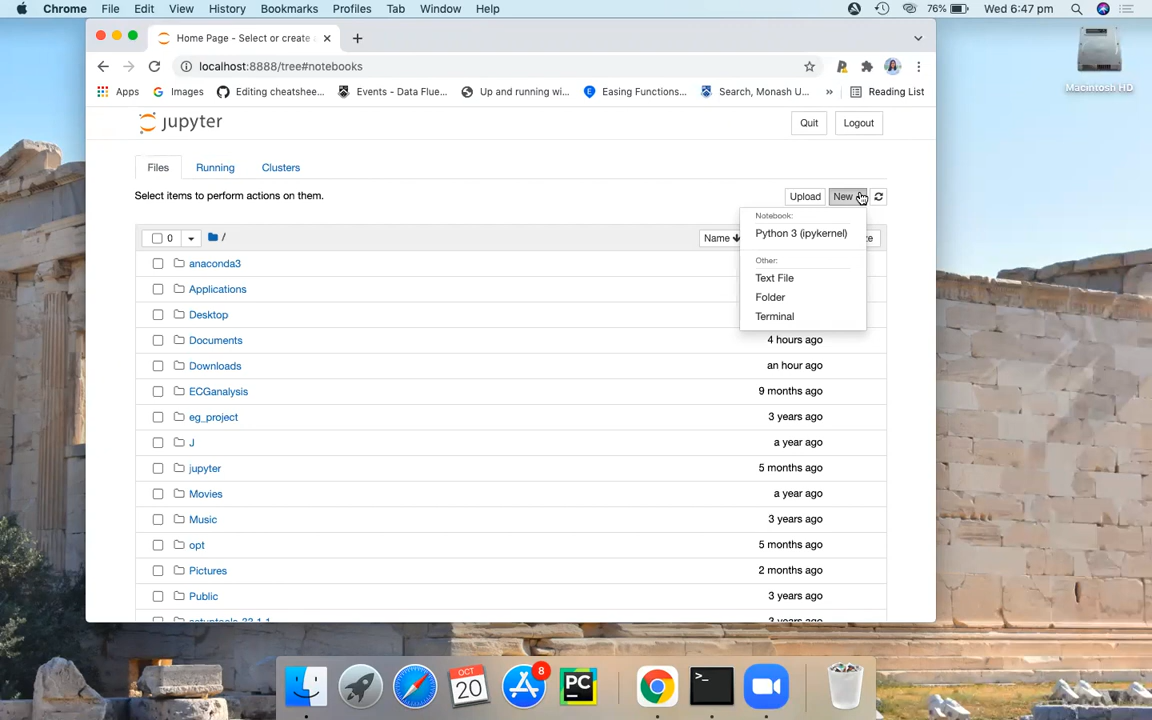 Chrome File Edit View History Bookmarks Profiles Tab Window Help 76% Wed 6:47 pm
Home Page - Select or create
localhost:8888/tree#notebooks
Apps Images Editing cheatshee... Events - Data Flue... Up and running wi... Easing Functions... Search, Monash U... » Reading List
Macintosh HD
jupyter
Quit Logout
Files Running Clusters
Select items to perform actions on them.
Upload New
0 / Name
Notebook:
Python 3 (ipykernel)
Other:
Text File
Folder
Terminal
anaconda3
Applications
Desktop
Documents 4 hours ago
Downloads an hour ago
ECGanalysis 9 months ago
eg_project 3 years ago
J a year ago
jupyter 5 months ago
Movies a year ago
Music 3 years ago
opt 5 months ago
Pictures 2 months ago
Public 3 years ago
OCT
20
8
PC
>_